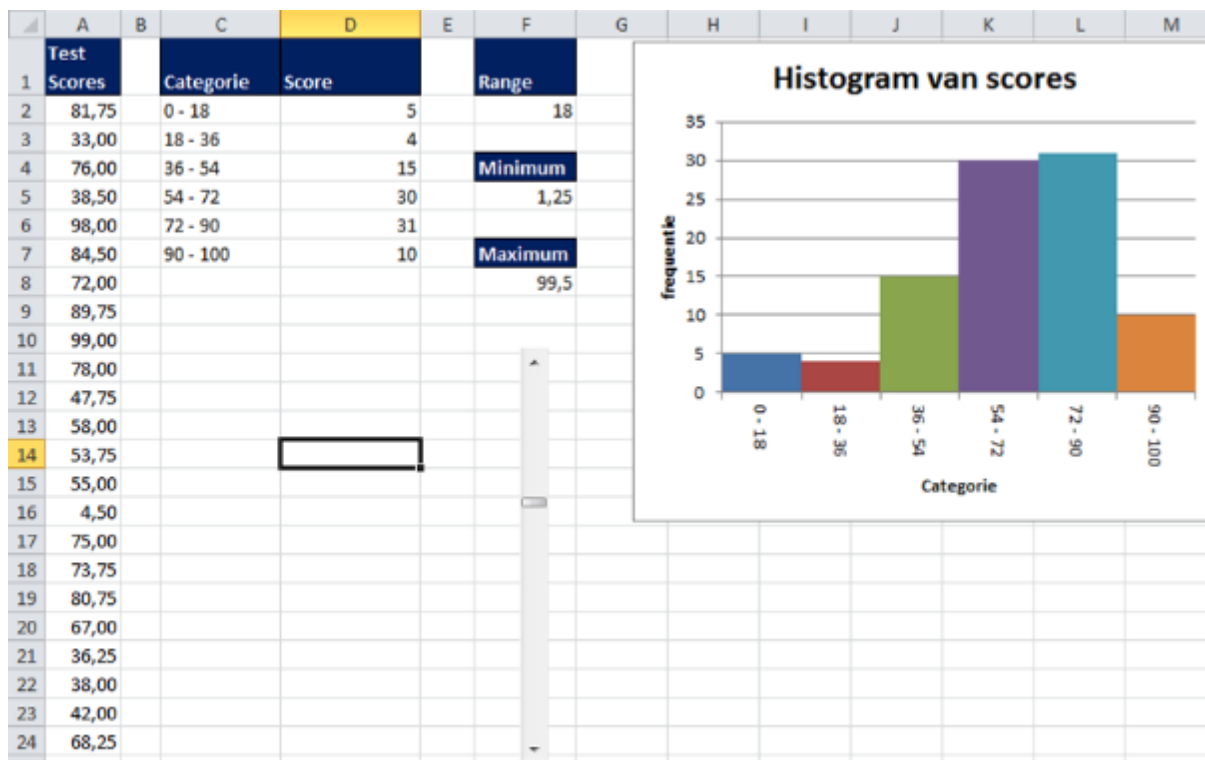 A B C D E F G H I J K L M
1 Test Scores Categorie Score Range
2 81,75 0 - 18 5 18
3 33,00 18 - 36 4
4 76,00 36 - 54 15 Minimum
5 38,50 54 - 72 30 1,25
6 98,00 72 - 90 31
7 84,50 90 - 100 10 Maximum
8 72,00 99,5
9 89,75
10 99,00
11 78,00
12 47,75
13 58,00
14 53,75
15 55,00
16 4,50
17 75,00
18 73,75
19 80,75
20 67,00
21 36,25
22 38,00
23 42,00
24 68,25
Histogram van scores
frequentie
35
30
25
20
15
10
5
0
0 - 18
18 - 36
36 - 54
54 - 72
72 - 90
90 - 100
Categorie